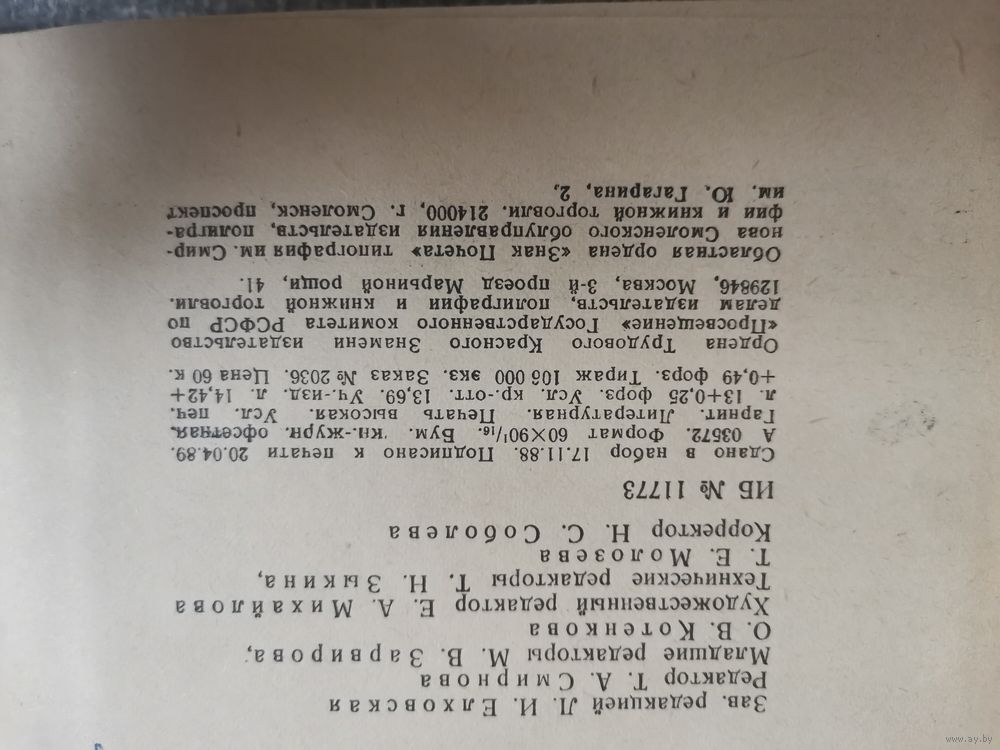 Зав. редакцией Л. И. Елховская
Редактор Т. А. Смирнова
Младшие редакторы М. В. Зарвирова,
О. В. Котенкова
Художественный редактор Е. А. Михайлова
Технические редакторы Т. Н. Зыкина,
Т. Е. Молозева
Корректор Н. С. Соболева
ИБ № 11773
Сдано в набор 17.11.88. Подписано к печати 20.04.89.
А 03572. Формат 60×90¹/₁₆. Бум. кн.-журн. офсетная.
Гарнит. Литературная. Печать высокая. Усл. печ.
л. 13+0,25 форз. Усл. кр.-отт. 13,69. Уч.-изд. л. 14,42+
+0,49 форз. Тираж 106 000 экз. Заказ № 2036. Цена 60 к.
Ордена Трудового Красного Знамени издательство
«Просвещение» Государственного комитета РСФСР по
делам издательств, полиграфии и книжной торговли.
129846, Москва, 3-й проезд Марьиной рощи, 41.
Областная ордена «Знак Почета» типография им. Смир-
нова Смоленского облуправления издательств, полигра-
фии и книжной торговли. 214000, г. Смоленск, проспект
им. Ю. Гагарина, 2,
www.ay.by